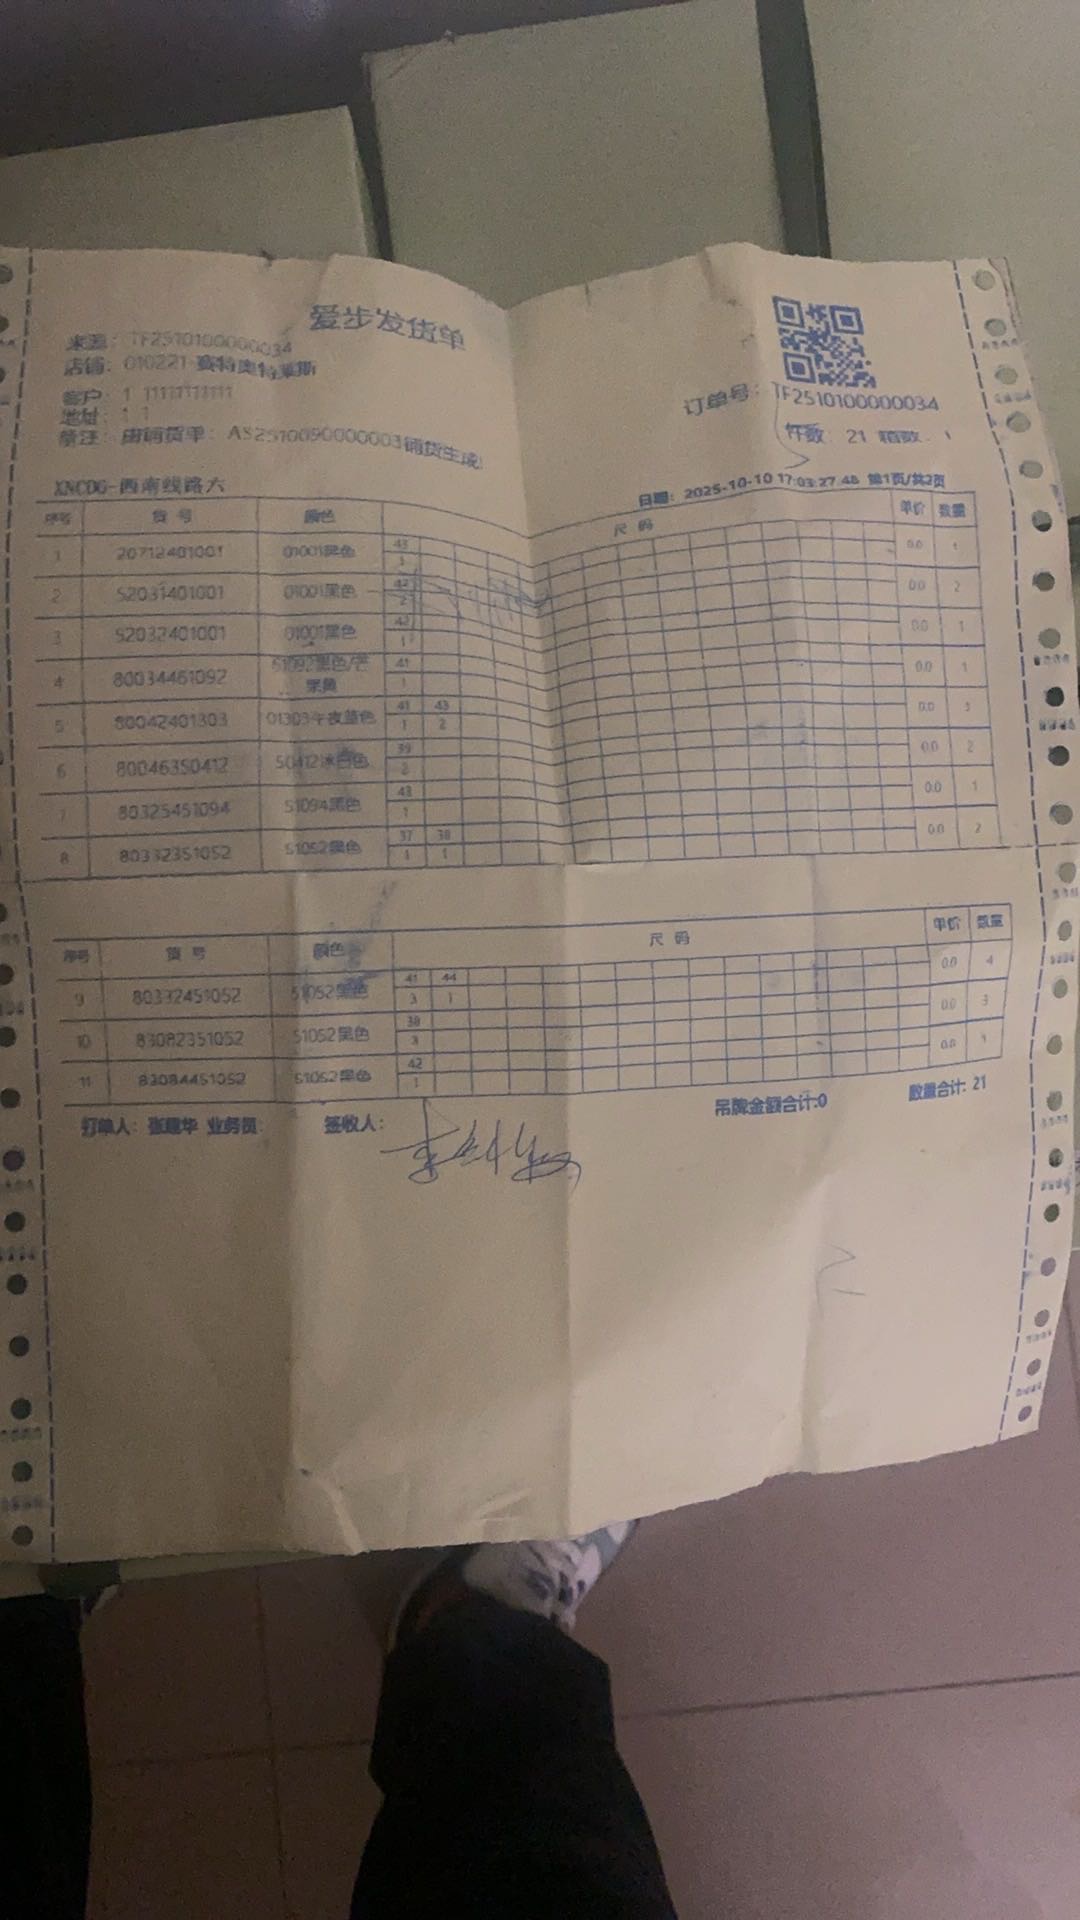 爱步发货单
来源： TF2510100000034
店铺： 010221-赛特奥特莱斯
客户： 1 11111111111
地址： 1 1
备注： 由铺货单： AS2510090000003铺货生成!
订单号： TF2510100000034
件数： 21 箱数： 1
XNC06-西南线路六
日期： 2025-10-10 17:03:27.48 第1页/共2页
序号 货 号 颜色 尺 码 单价 数量
1 20712401001 01001黑色 43 0.0 1
1
2 52031401001 01001黑色 42 0.0 2
2
3 52032401001 01001黑色 42 0.0 1
1
4 80034461092 黑色/芒果黄 41 0.0 1
1
5 80042401303 01303午夜蓝色 41 43 0.0 3
1 2
6 80046350412 50412冰白色 39 0.0 2
2
7 80325451094 51094黑色 43 0.0 1
1
8 80332351052 51052黑色 37 38 0.0 2
1 1
序号 货 号 颜色 尺 码 单价 数量
9 80332451052 51052黑色 41 44 0.0 4
3 1
10 83082351052 51052黑色 38 0.0 3
3
11 83084451052 51052黑色 42 0.0 1
1
打单人： 张建华 业务员: 签收人： 吊牌金额合计:0 数量合计: 21